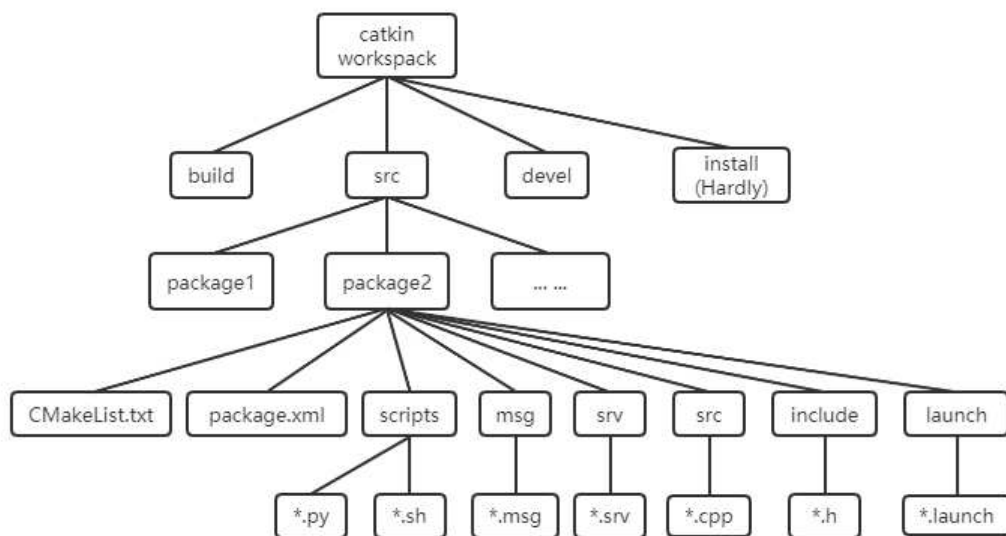 catkin
workspack
build
src
devel
install
(Hardly)
package1
package2
... ...
CMakeList.txt
package.xml
scripts
msg
srv
src
include
launch
*.py
*.sh
*.msg
*.srv
*.cpp
*.h
*.launch